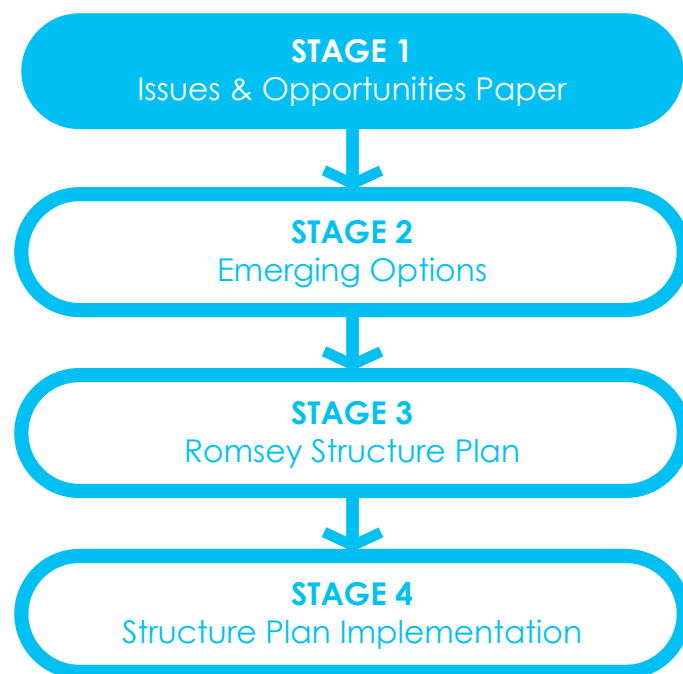 STAGE 1
Issues & Opportunities Paper
STAGE 2
Emerging Options
STAGE 3
Romsey Structure Plan
STAGE 4
Structure Plan Implementation